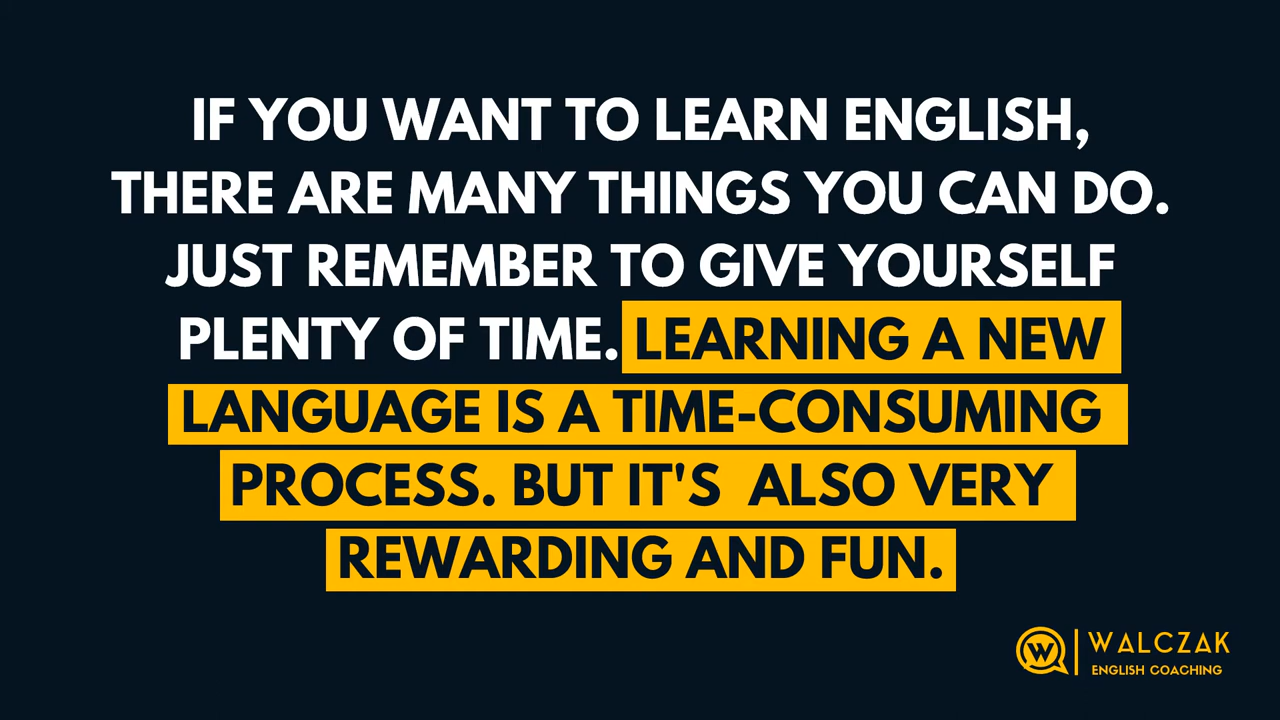 IF YOU WANT TO LEARN ENGLISH,
THERE ARE MANY THINGS YOU CAN DO.
JUST REMEMBER TO GIVE YOURSELF
PLENTY OF TIME. LEARNING A NEW
LANGUAGE IS A TIME-CONSUMING
PROCESS. BUT IT'S  ALSO VERY
REWARDING AND FUN.
W WALCZAK
ENGLISH COACHING